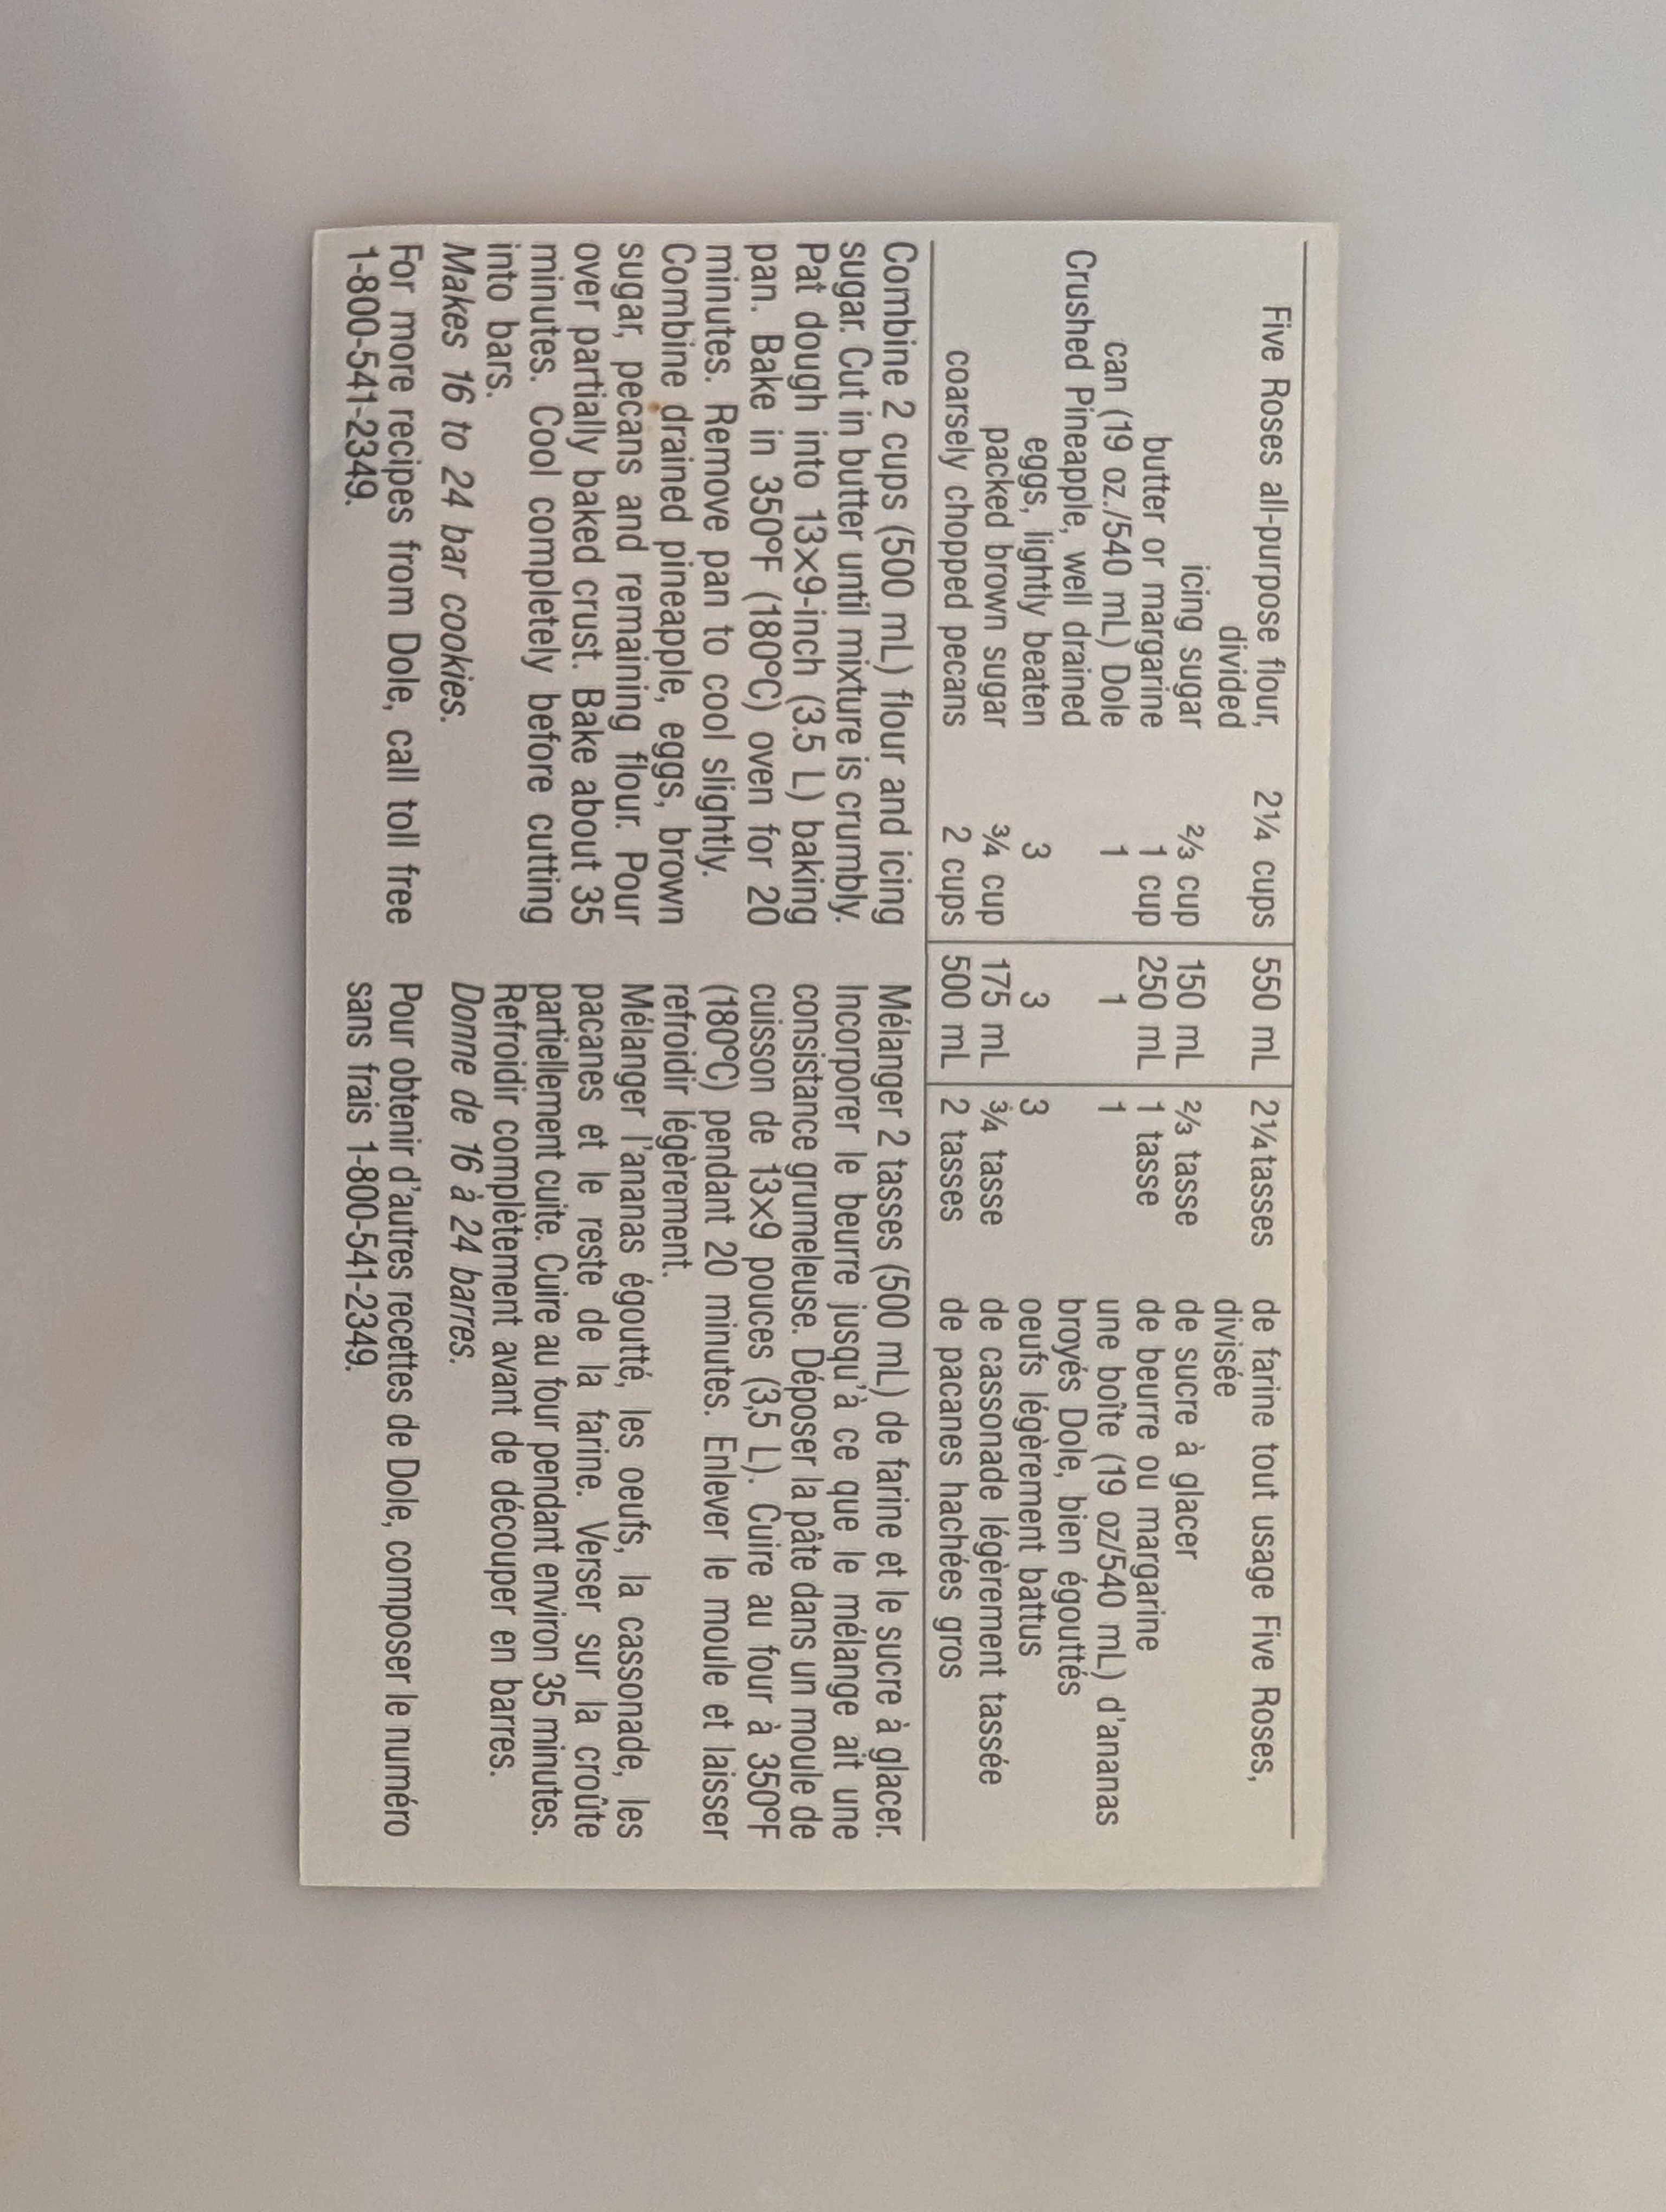 Five Roses all-purpose flour, 2¼ cups 550 mL 2¼ tasses de farine tout usage Five Roses,
divided divisée
icing sugar ⅔ cup 150 mL ⅔ tasse de sucre à glacer
butter or margarine 1 cup 250 mL 1 tasse de beurre ou margarine
can (19 oz./540 mL) Dole 1 1 1 une boîte (19 oz/540 mL) d'ananas
Crushed Pineapple, well drained broyés Dole, bien égouttés
eggs, lightly beaten 3 3 3 oeufs légèrement battus
packed brown sugar ¾ cup 175 mL ¾ tasse de cassonade légèrement tassée
coarsely chopped pecans 2 cups 500 mL 2 tasses de pacanes hachées gros
Combine 2 cups (500 mL) flour and icing
sugar. Cut in butter until mixture is crumbly.
Pat dough into 13×9-inch (3.5 L) baking
pan. Bake in 350°F (180°C) oven for 20
minutes. Remove pan to cool slightly.
Combine drained pineapple, eggs, brown
sugar, pecans and remaining flour. Pour
over partially baked crust. Bake about 35
minutes. Cool completely before cutting
into bars.
Makes 16 to 24 bar cookies.
For more recipes from Dole, call toll free
1-800-541-2349.
Mélanger 2 tasses (500 mL) de farine et le sucre à glacer.
Incorporer le beurre jusqu'à ce que le mélange ait une
consistance grumeleuse. Déposer la pâte dans un moule de
cuisson de 13×9 pouces (3,5 L). Cuire au four à 350°F
(180°C) pendant 20 minutes. Enlever le moule et laisser
refroidir légèrement.
Mélanger l'ananas égoutté, les oeufs, la cassonade, les
pacanes et le reste de la farine. Verser sur la croûte
partiellement cuite. Cuire au four pendant environ 35 minutes.
Refroidir complètement avant de découper en barres.
Donne de 16 à 24 barres.
Pour obtenir d'autres recettes de Dole, composer le numéro
sans frais 1-800-541-2349.